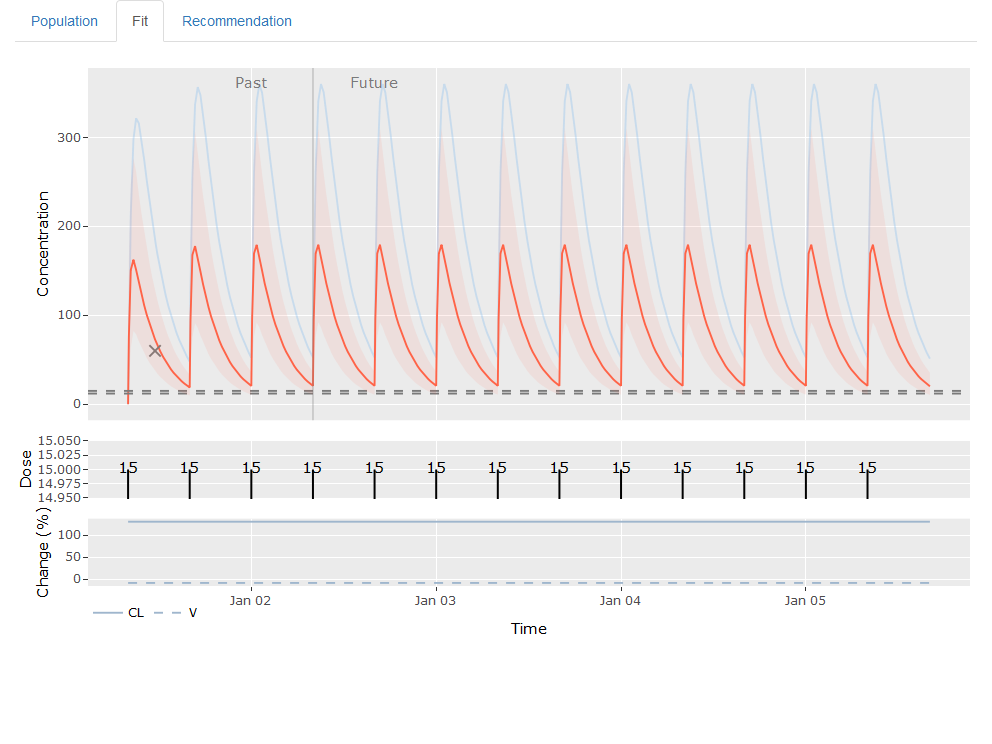 Population Fit Recommendation
Past Future
300
200
100
0
Concentration
15.050
15.025
15.000
14.975
14.950
Dose
15 15 15 15 15 15 15 15 15 15 15 15 15
100
50
0
Change (%)
Jan 02 Jan 03 Jan 04 Jan 05
CL V
Time